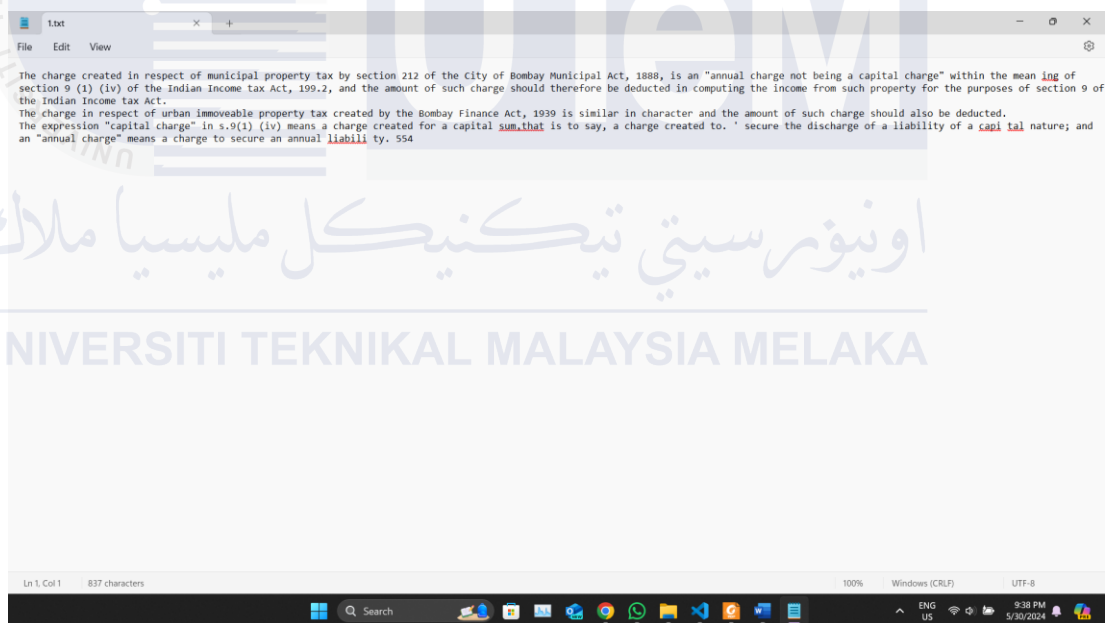 1.txt
File Edit View
The charge created in respect of municipal property tax by section 212 of the City of Bombay Municipal Act, 1888, is an "annual charge not being a capital charge" within the mean ing of
section 9 (1) (iv) of the Indian Income tax Act, 199.2, and the amount of such charge should therefore be deducted in computing the income from such property for the purposes of section 9 of
the Indian Income tax Act.
The charge in respect of urban immoveable property tax created by the Bombay Finance Act, 1939 is similar in character and the amount of such charge should also be deducted.
The expression "capital charge" in s.9(1) (iv) means a charge created for a capital sum,that is to say, a charge created to. ' secure the discharge of a liability of a capi tal nature; and
an "annual charge" means a charge to secure an annual liabili ty. 554
اونيۏرسيتي تيكنيكل مليسيا ملاك
NIVERSITI TEKNIKAL MALAYSIA MELAKA
Ln 1, Col 1 837 characters 100% Windows (CRLF) UTF-8
Search ENG 9:38 PM
US 5/30/2024